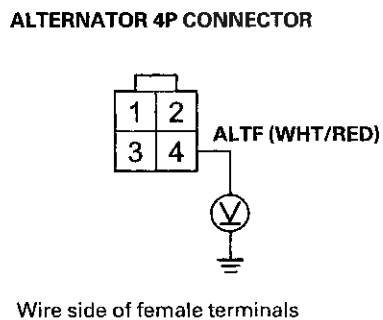 ALTERNATOR 4P CONNECTOR
1 2
ALTF (WHT/RED)
3 4
V
Wire side of female terminals